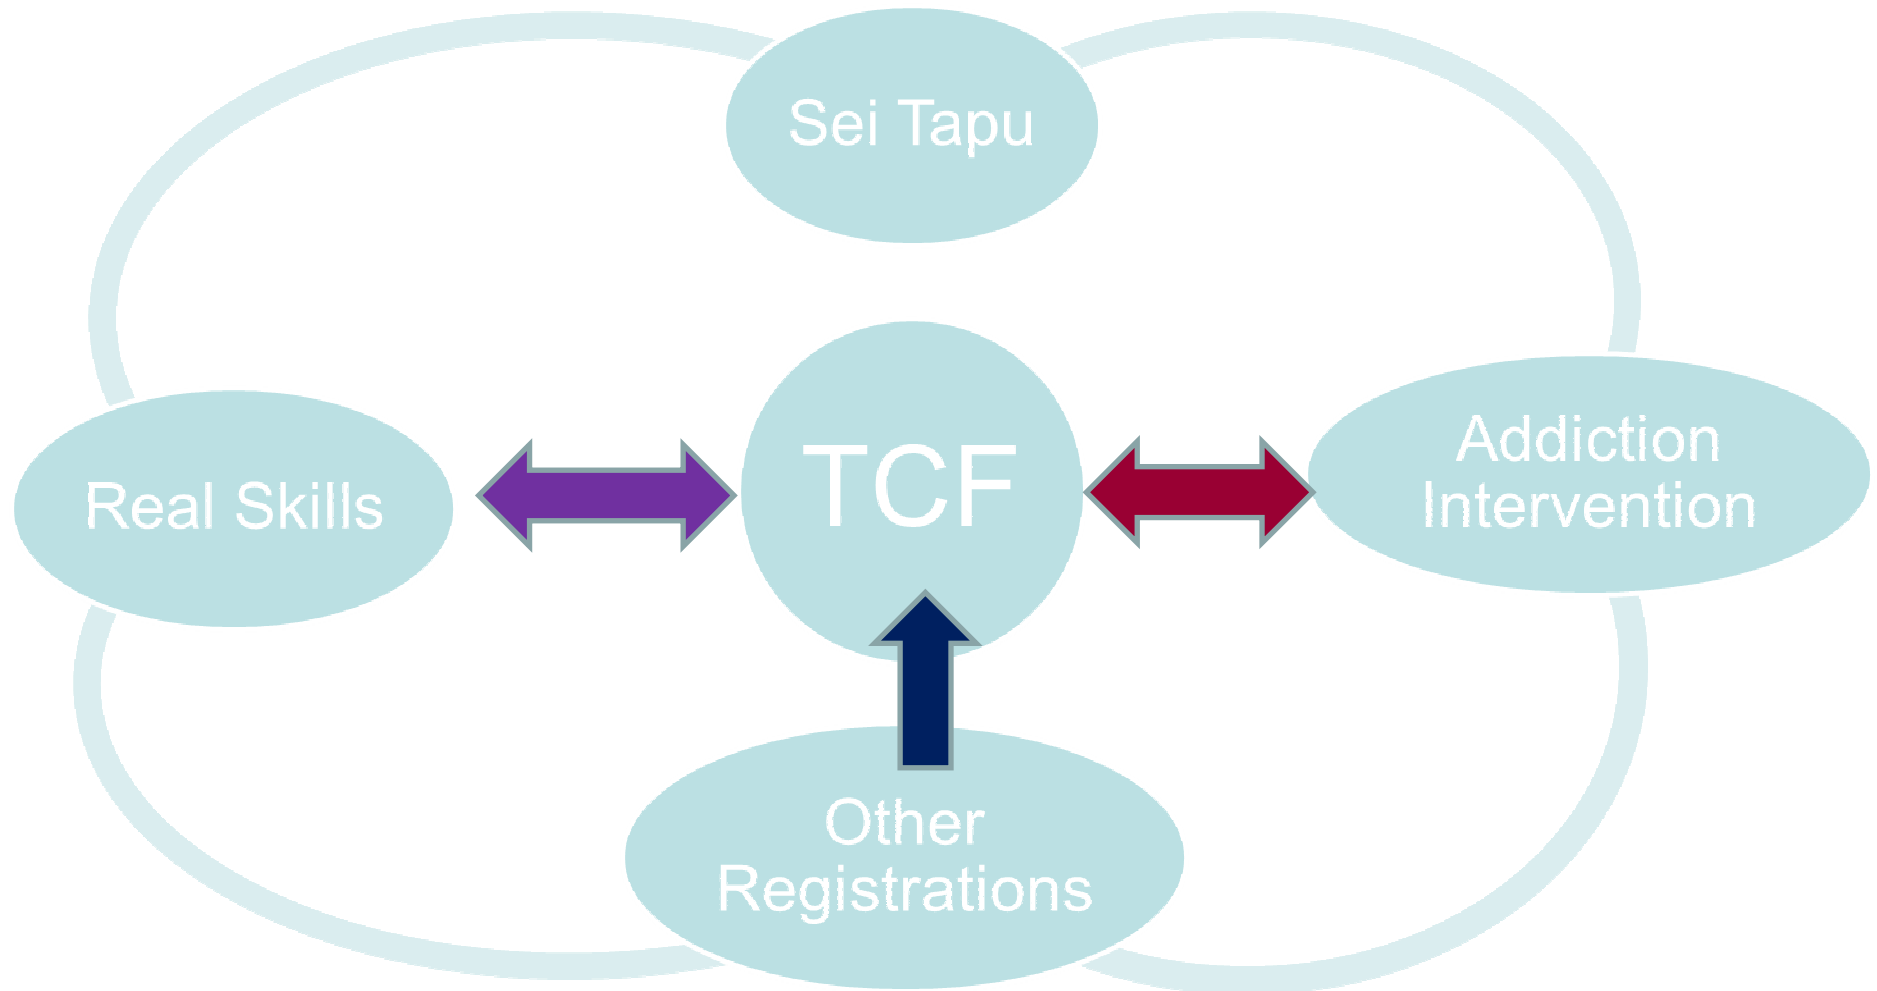 Sei Tapu
Real Skills
TCF
Addiction
Intervention
Other
Registrations